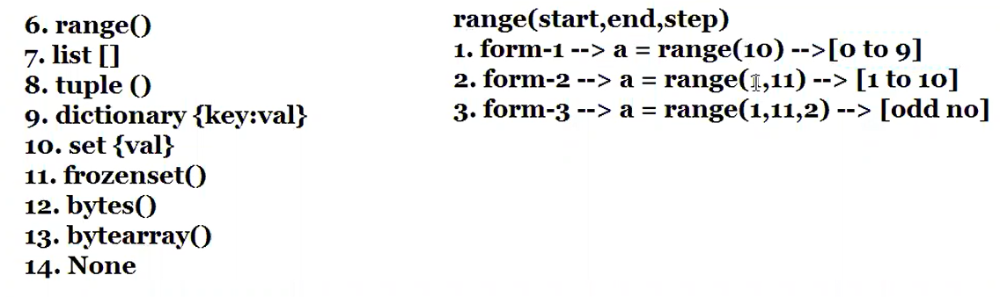 6. range()
7. list []
8. tuple ()
9. dictionary {key:val}
10. set {val}
11. frozenset()
12. bytes()
13. bytearray()
14. None
range(start,end,step)
1. form-1 --> a = range(10) -->[0 to 9]
2. form-2 --> a = range(1,11) --> [1 to 10]
3. form-3 --> a = range(1,11,2) --> [odd no]